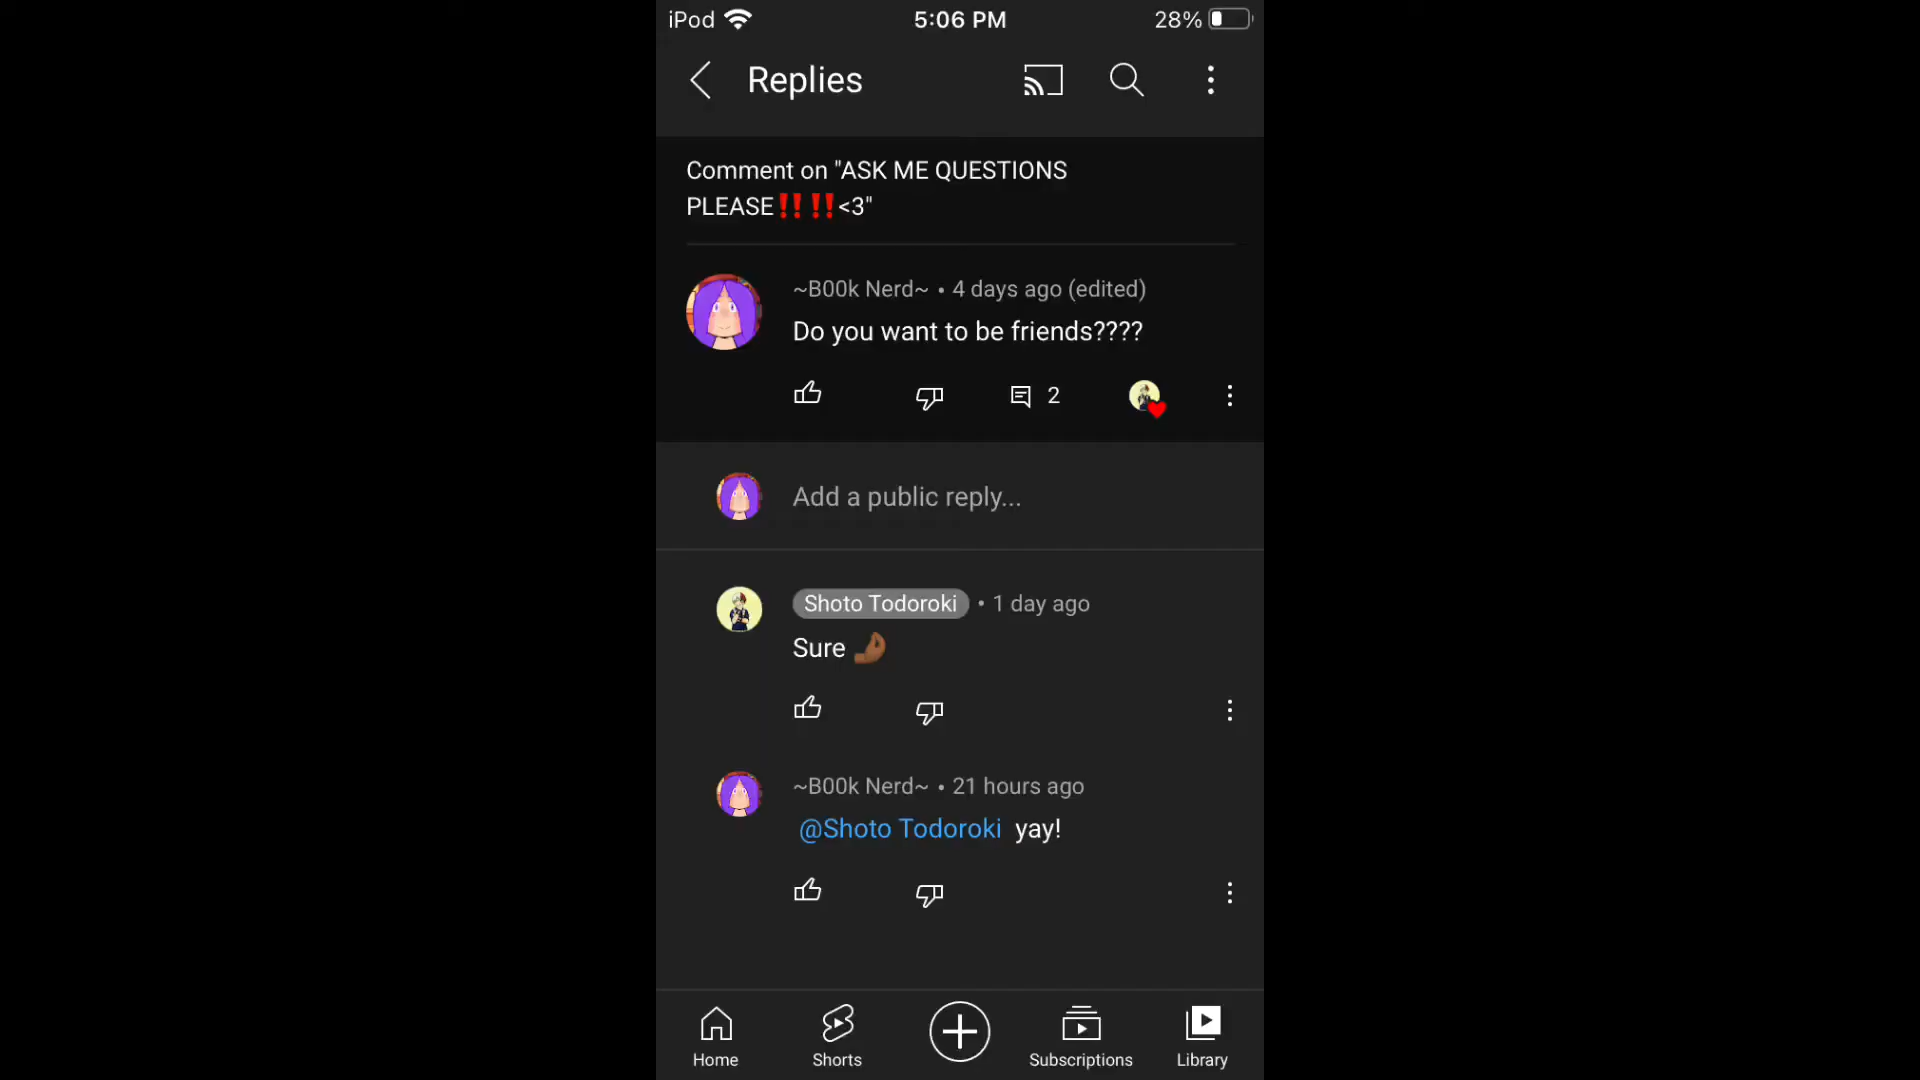 iPod 5:06 PM 28%
Replies
Comment on "ASK ME QUESTIONS
PLEASE‼️‼️<3"
~B00k Nerd~ • 4 days ago (edited)
Do you want to be friends????
2
Add a public reply...
Shoto Todoroki • 1 day ago
Sure 🤌🏾
~B00k Nerd~ • 21 hours ago
@Shoto Todoroki yay!
Home Shorts Subscriptions Library